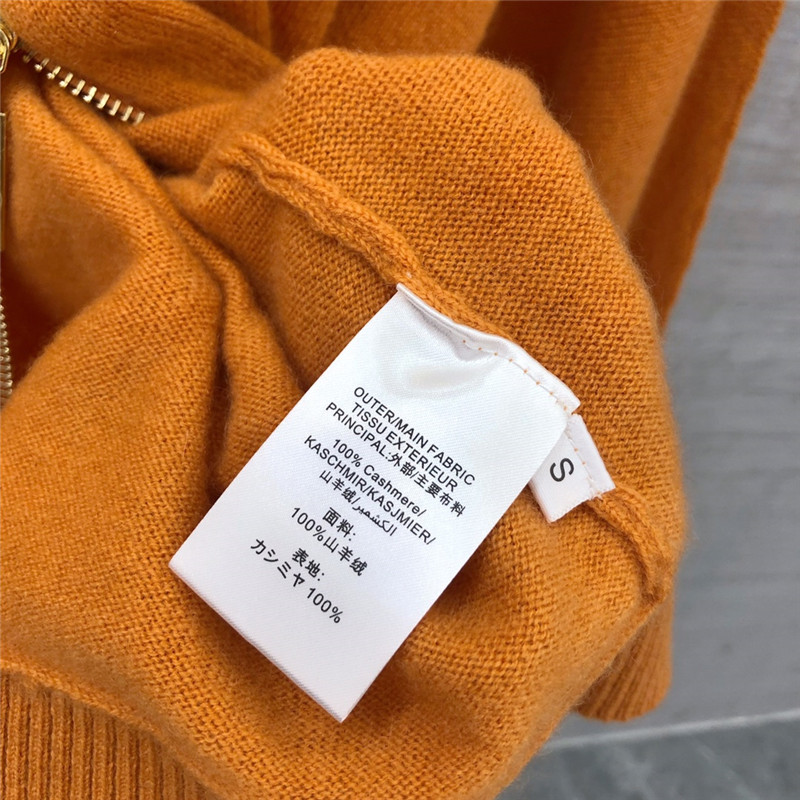 OUTER/MAIN FABRIC
TISSU EXTERIEUR
PRINCIPAL:外部/主要布料
100% Cashmere/
KASCHMIR/KASJMIER/
山羊绒/الكشمير
面料:
100%山羊绒
表地:
カシミヤ 100%
S